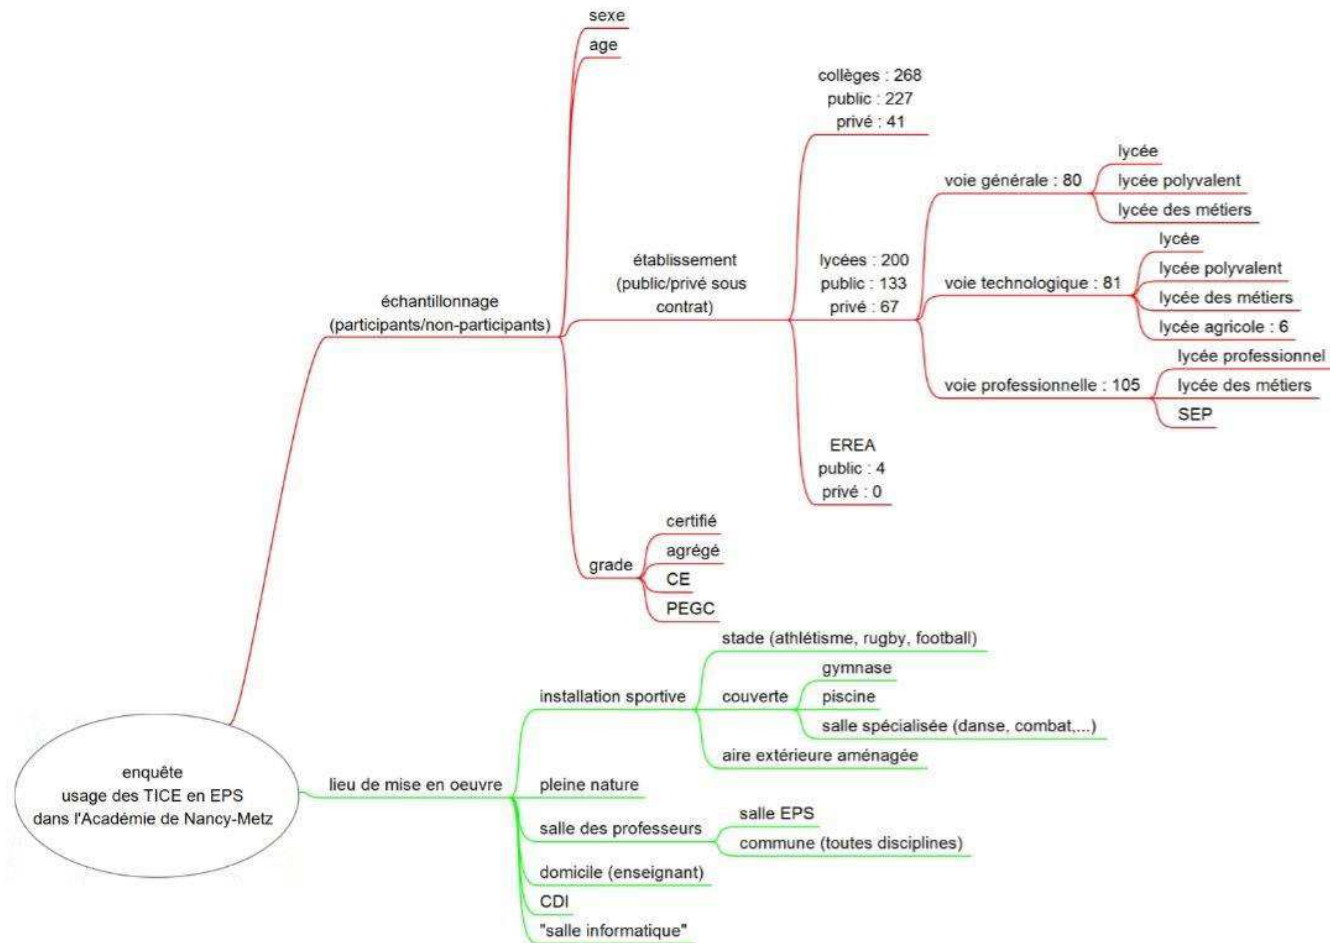 sexe
age
collèges : 268
public : 227
privé : 41
lycée
voie générale : 80
lycée polyvalent
lycée des métiers
lycée
établissement
(public/privé sous
contrat)
lycées : 200
public : 133
privé : 67
voie technologique : 81
lycée polyvalent
lycée des métiers
lycée agricole : 6
échantillonnage
(participants/non-participants)
lycée professionnel
voie professionnelle : 105
lycée des métiers
SEP
EREA
public : 4
privé : 0
certifié
agrégé
grade
CE
PEGC
stade (athlétisme, rugby, football)
gymnase
installation sportive
couverte
piscine
salle spécialisée (danse, combat,...)
aire extérieure aménagée
enquête
usage des TICE en EPS
dans l'Académie de Nancy-Metz
lieu de mise en oeuvre
pleine nature
salle EPS
salle des professeurs
commune (toutes disciplines)
domicile (enseignant)
CDI
"salle informatique"